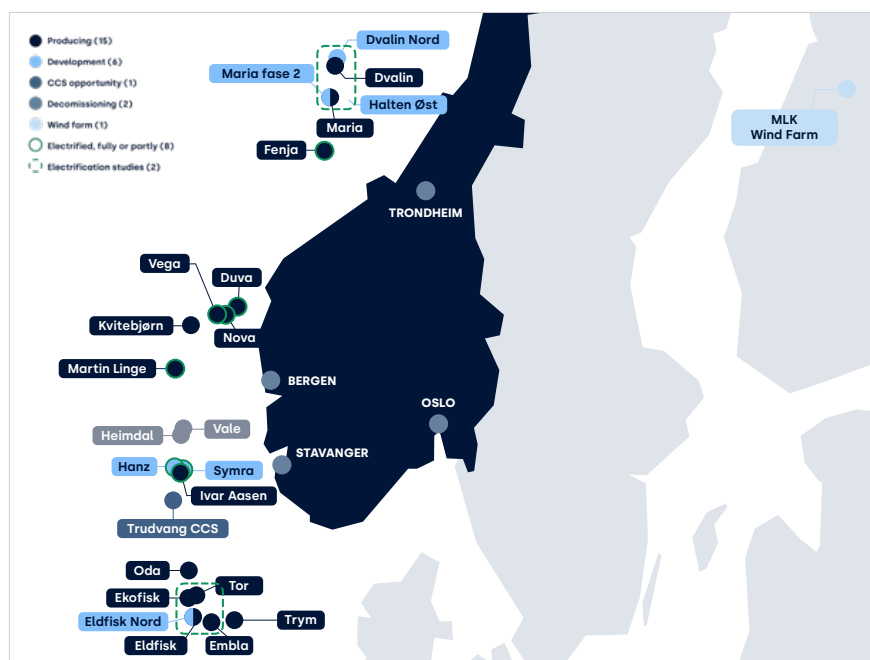 Producing (15)
Development (6)
CCS opportunity (1)
Decomissioning (2)
Wind farm (1)
Electrified, fully or partly (8)
Electrification studies (2)
Dvalin Nord
Maria fase 2
Dvalin
Halten Øst
Maria
Fenja
MLK
Wind Farm
TRONDHEIM
Vega
Duva
Kvitebjørn
Nova
Martin Linge
BERGEN
OSLO
Heimdal
Vale
STAVANGER
Hanz
Symra
Ivar Aasen
Trudvang CCS
Oda
Tor
Ekofisk
Eldfisk Nord
Trym
Eldfisk
Embla